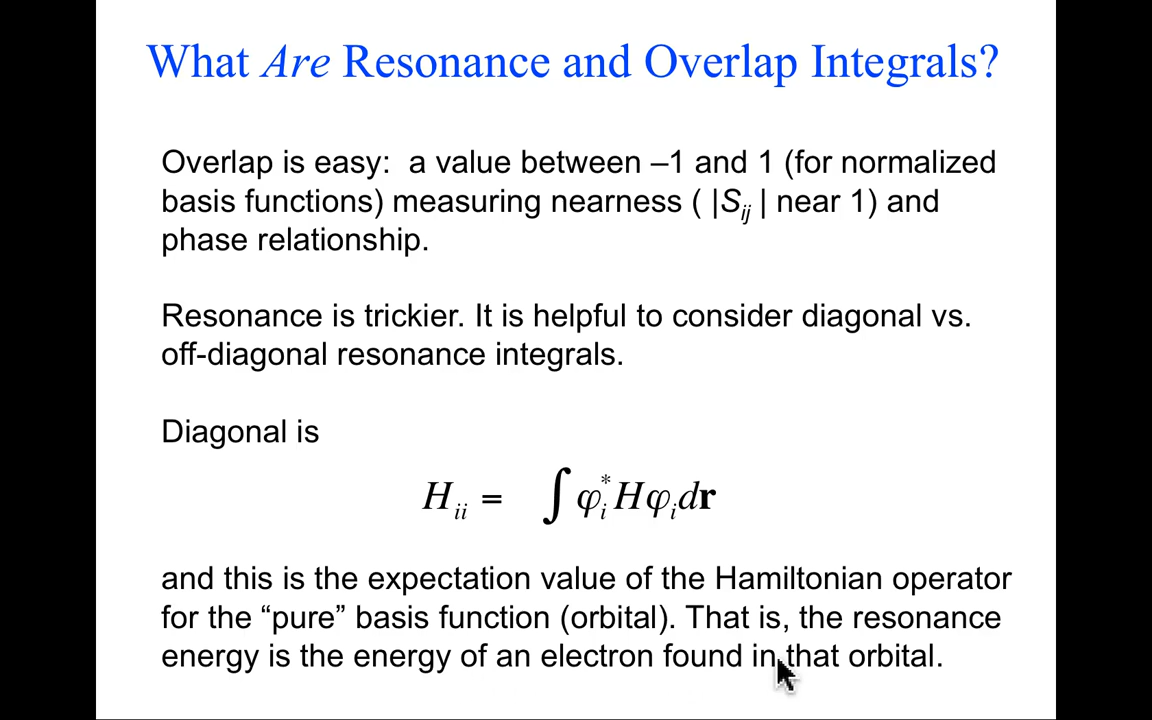 What Are Resonance and Overlap Integrals?
Overlap is easy:  a value between –1 and 1 (for normalized
basis functions) measuring nearness ( |Sij | near 1) and
phase relationship.
Resonance is trickier. It is helpful to consider diagonal vs.
off-diagonal resonance integrals.
Diagonal is
Hii = ∫ φi*Hφidr
and this is the expectation value of the Hamiltonian operator
for the “pure” basis function (orbital). That is, the resonance
energy is the energy of an electron found in that orbital.